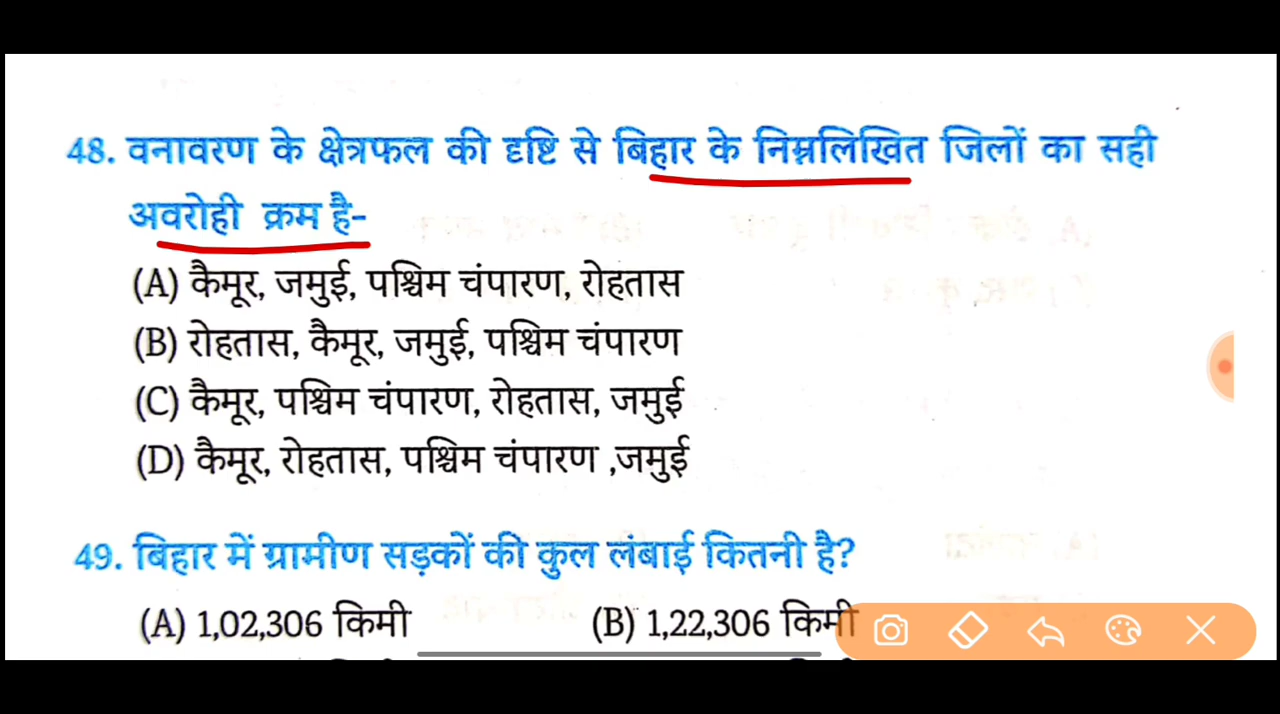 48. वनावरण के क्षेत्रफल की दृष्टि से बिहार के निम्नलिखित जिलों का सही
अवरोही क्रम है-
(A) कैमूर, जमुई, पश्चिम चंपारण, रोहतास
(B) रोहतास, कैमूर, जमुई, पश्चिम चंपारण
(C) कैमूर, पश्चिम चंपारण, रोहतास, जमुई
(D) कैमूर, रोहतास, पश्चिम चंपारण ,जमुई
49. बिहार में ग्रामीण सड़कों की कुल लंबाई कितनी है?
(A) 1,02,306 किमी (B) 1,22,306 किमी